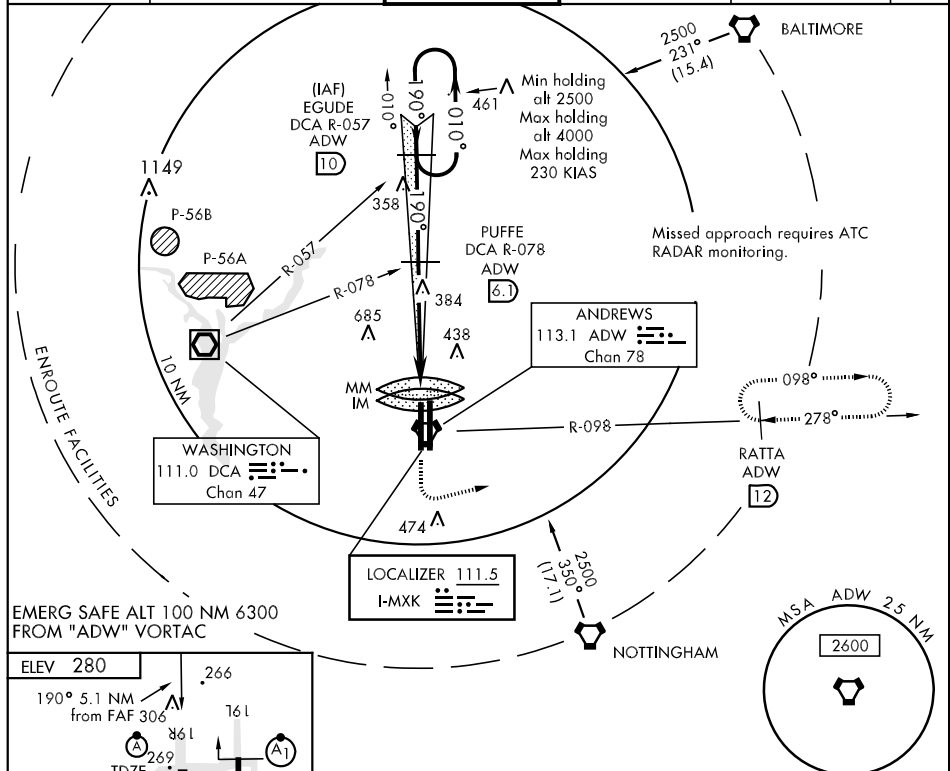 BALTIMORE
2500
231°
(15.4)
(IAF)
EGUDE
DCA R-057
ADW
10
010°
190°
010°
461
Min holding
alt 2500
Max holding
alt 4000
Max holding
230 KIAS
1149
P-56B
P-56A
358
190°
R-057
R-078
PUFFE
DCA R-078
ADW
6.1
Missed approach requires ATC
RADAR monitoring.
384
685
438
ANDREWS
113.1 ADW
Chan 78
MM
IM
10 NM
ENROUTE FACILITIES
WASHINGTON
111.0 DCA
Chan 47
R-098
098°
278°
RATTA
ADW
12
474
LOCALIZER 111.5
I-MXK
2500
350°
(17.1)
NOTTINGHAM
EMERG SAFE ALT 100 NM 6300
FROM "ADW" VORTAC
MSA ADW 25 NM
2600
ELEV 280
190° 5.1 NM
from FAF
306
266
19R
19L
A
A1
269
TDZE